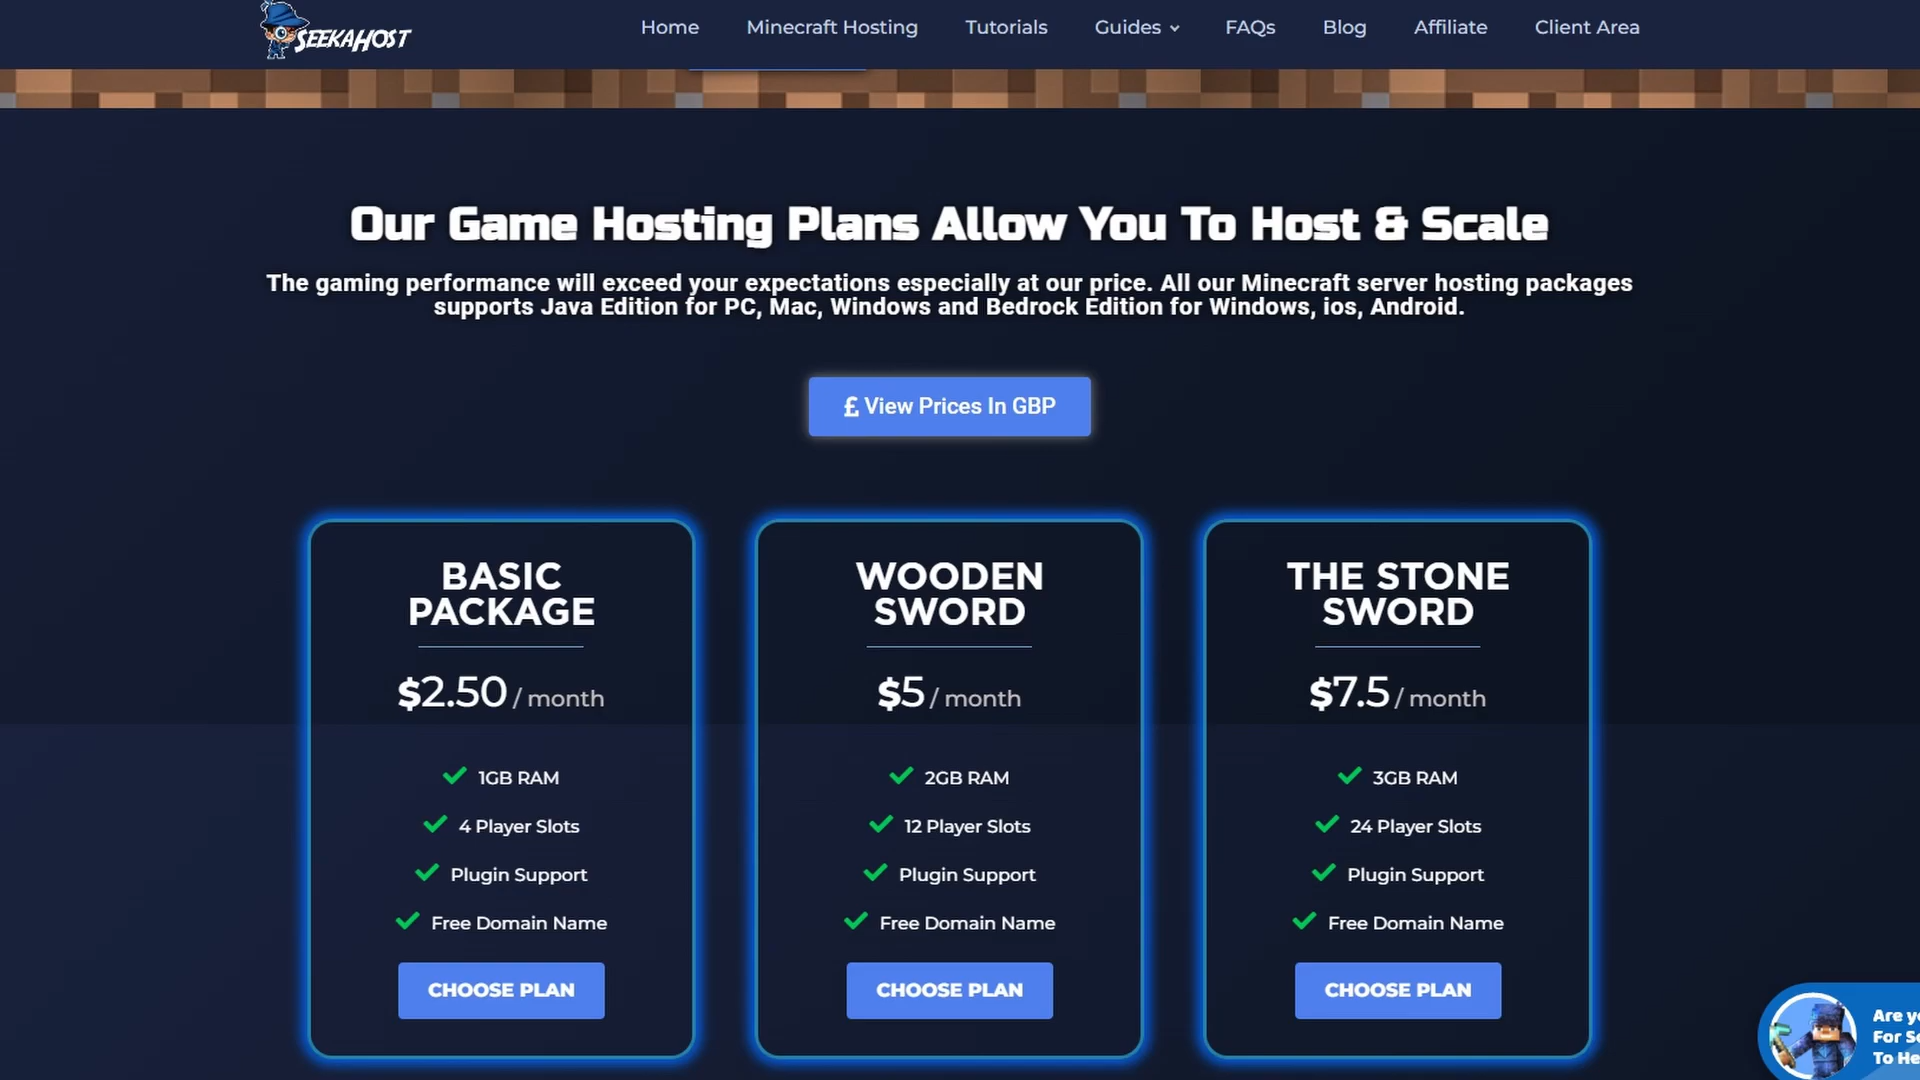 SEEKAHOST
Home
Minecraft Hosting
Tutorials
Guides
FAQs
Blog
Affiliate
Client Area
Our Game Hosting Plans Allow You To Host & Scale
The gaming performance will exceed your expectations especially at our price. All our Minecraft server hosting packages
supports Java Edition for PC, Mac, Windows and Bedrock Edition for Windows, ios, Android.
£ View Prices In GBP
BASIC
PACKAGE
$2.50 / month
1GB RAM
4 Player Slots
Plugin Support
Free Domain Name
CHOOSE PLAN
WOODEN
SWORD
$5 / month
2GB RAM
12 Player Slots
Plugin Support
Free Domain Name
CHOOSE PLAN
THE STONE
SWORD
$7.5 / month
3GB RAM
24 Player Slots
Plugin Support
Free Domain Name
CHOOSE PLAN
Are
For
To